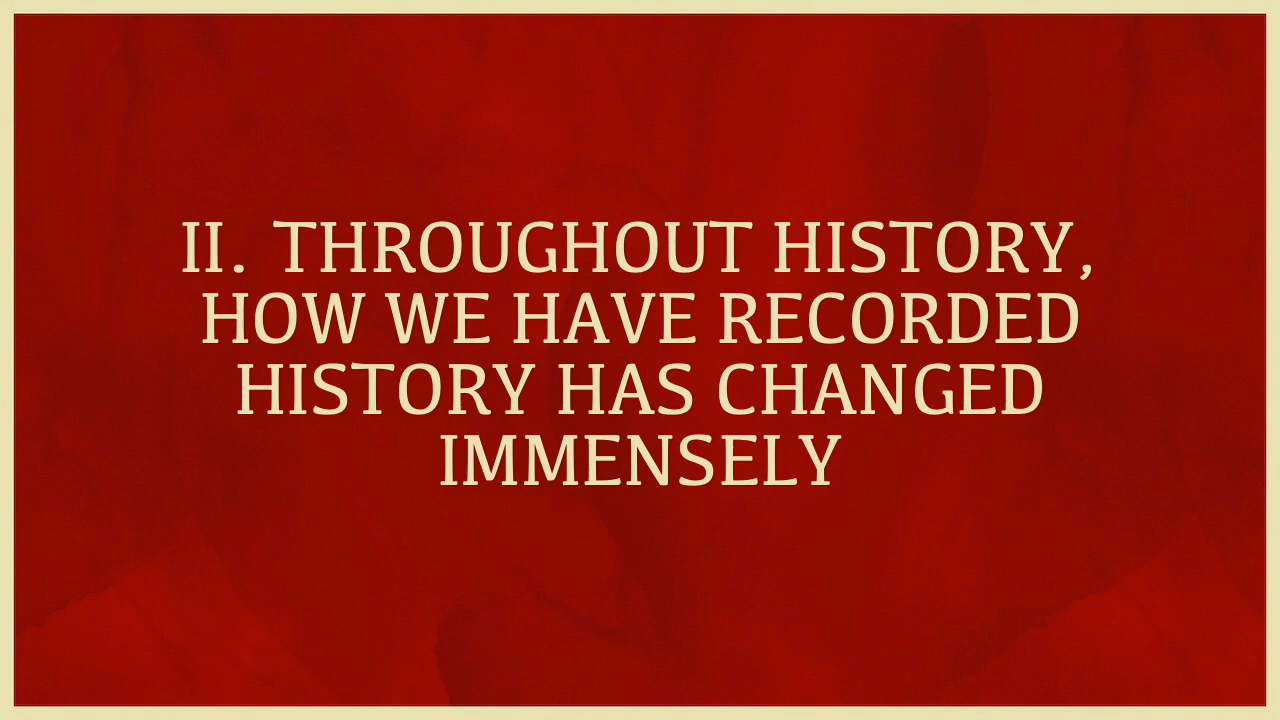 II. THROUGHOUT HISTORY,
HOW WE HAVE RECORDED
HISTORY HAS CHANGED
IMMENSELY